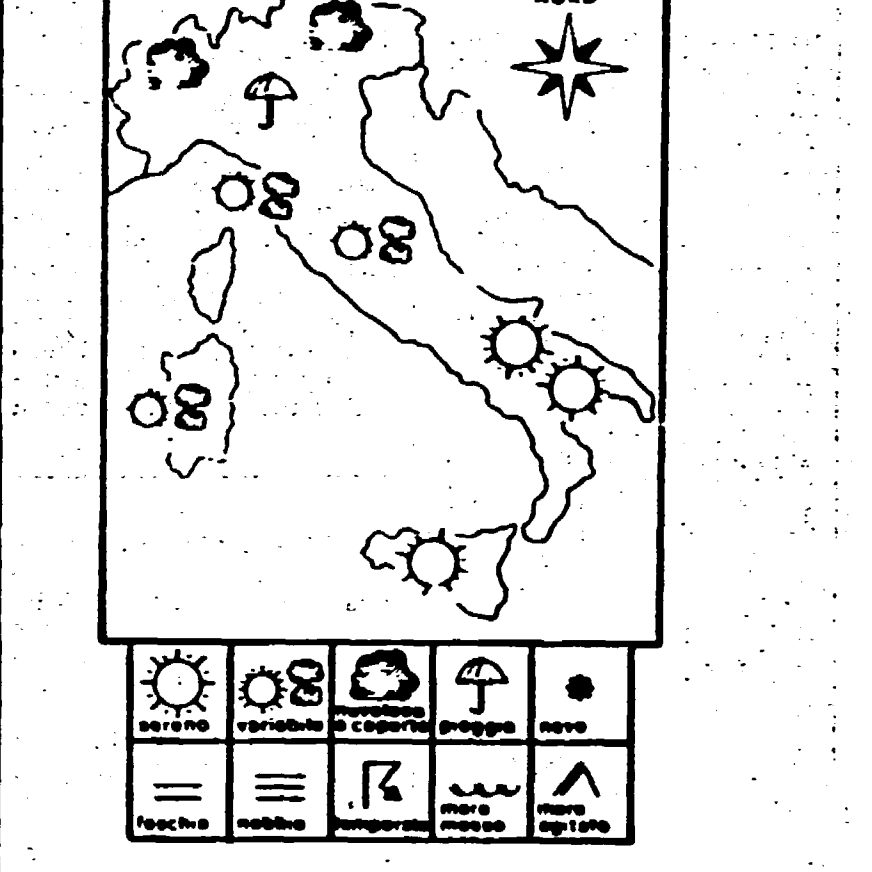 sereno
variabile
nuvoloso
o coperto
pioggia
neve
foschia
nebbia
temporale
mare
mosso
mare
agitato